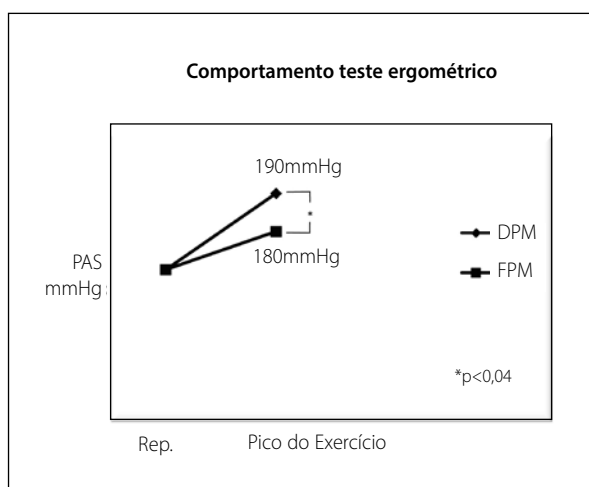 Comportamento teste ergométrico
190mmHg
*
180mmHg
PAS
mmHg
DPM
FPM
*p<0,04
Rep.
Pico do Exercício